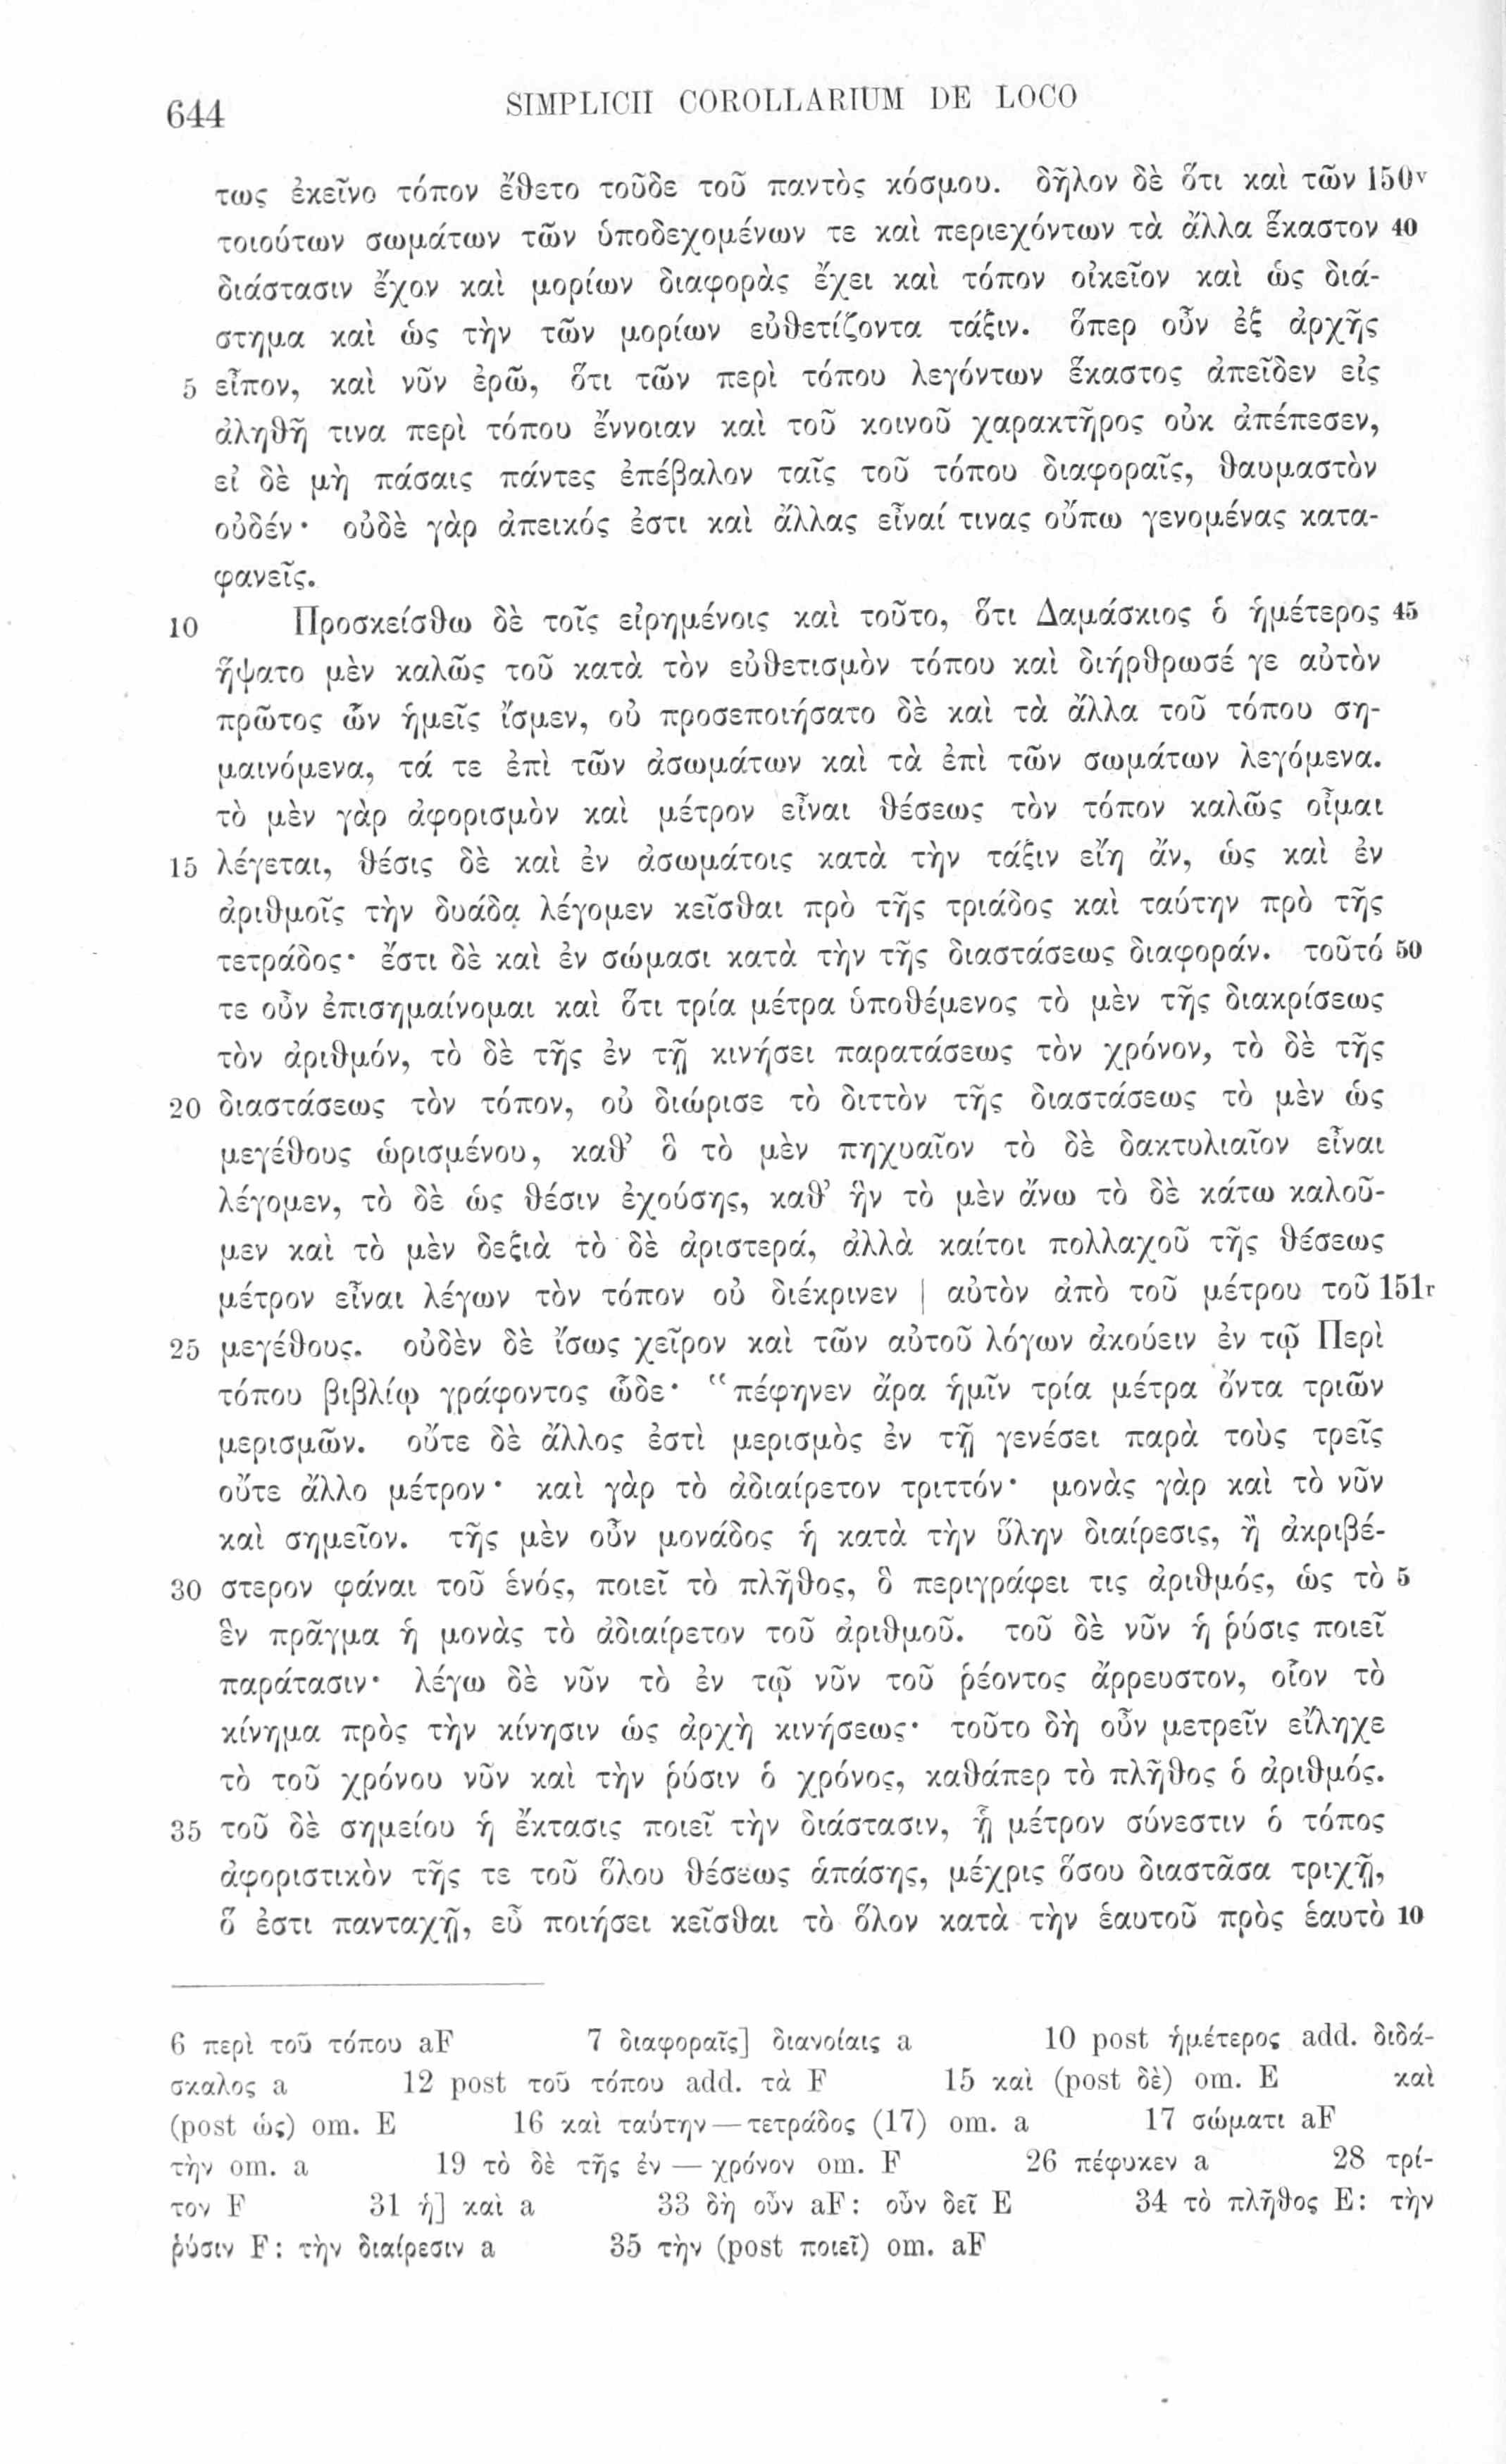 644 SIMPLICII COROLLARIUM DE LOCO
τως ἐκεῖνο τόπον ἔθετο τοῦδε τοῦ παντὸς κόσμου. δῆλον δὲ ὅτι καὶ τῶν 150v
τοιούτων σωμάτων τῶν ὑποδεχομένων τε καὶ περιεχόντων τὰ ἄλλα ἕκαστον 40
διάστασιν ἔχον καὶ μορίων διαφορὰς ἔχει καὶ τόπον οἰκεῖον καὶ ὡς διά-
στημα καὶ ὡς τὴν τῶν μορίων εὐθετίζοντα τάξιν. ὅπερ οὖν ἐξ ἀρχῆς
5 εἶπον, καὶ νῦν ἐρῶ, ὅτι τῶν περὶ τόπου λεγόντων ἕκαστος ἀπεῖδεν εἰς
ἀληθῆ τινα περὶ τόπου ἔννοιαν καὶ τοῦ κοινοῦ χαρακτῆρος οὐκ ἀπέπεσεν,
εἰ δὲ μὴ πάσαις πάντες ἐπέβαλον ταῖς τοῦ τόπου διαφοραῖς, θαυμαστὸν
οὐδέν· οὐδὲ γὰρ ἀπεικός ἐστι καὶ ἄλλας εἶναί τινας οὔπω γενομένας κατα-
φανεῖς.
10 Προσκείσθω δὲ τοῖς εἰρημένοις καὶ τοῦτο, ὅτι Δαμάσκιος ὁ ἡμέτερος 45
ἥψατο μὲν καλῶς τοῦ κατὰ τὸν εὐθετισμὸν τόπου καὶ διήρθρωσέ γε αὐτὸν
πρῶτος ὧν ἡμεῖς ἴσμεν, οὐ προσεποιήσατο δὲ καὶ τὰ ἄλλα τοῦ τόπου ση-
μαινόμενα, τά τε ἐπὶ τῶν ἀσωμάτων καὶ τὰ ἐπὶ τῶν σωμάτων λεγόμενα.
τὸ μὲν γὰρ ἀφορισμὸν καὶ μέτρον εἶναι θέσεως τὸν τόπον καλῶς οἶμαι
15 λέγεται, θέσις δὲ καὶ ἐν ἀσωμάτοις κατὰ τὴν τάξιν εἴη ἄν, ὡς καὶ ἐν
ἀριθμοῖς τὴν δυάδα λέγομεν κεῖσθαι πρὸ τῆς τριάδος καὶ ταύτην πρὸ τῆς
τετράδος· ἔστι δὲ καὶ ἐν σώμασι κατὰ τὴν τῆς διαστάσεως διαφοράν. τοῦτό 50
τε οὖν ἐπισημαίνομαι καὶ ὅτι τρία μέτρα ὑποθέμενος τὸ μὲν τῆς διακρίσεως
τὸν ἀριθμόν, τὸ δὲ τῆς ἐν τῇ κινήσει παρατάσεως τὸν χρόνον, τὸ δὲ τῆς
20 διαστάσεως τὸν τόπον, οὐ διώρισε τὸ διττὸν τῆς διαστάσεως τὸ μὲν ὡς
μεγέθους ὡρισμένου, καθ’ ὃ τὸ μὲν πηχυαῖον τὸ δὲ δακτυλιαῖον εἶναι
λέγομεν, τὸ δὲ ὡς θέσιν ἐχούσης, καθ’ ἣν τὸ μὲν ἄνω τὸ δὲ κάτω καλοῦ-
μεν καὶ τὸ μὲν δεξιὰ τὸ δὲ ἀριστερά, ἀλλὰ καίτοι πολλαχοῦ τῆς θέσεως
μέτρον εἶναι λέγων τὸν τόπον οὐ διέκρινεν | αὐτὸν ἀπὸ τοῦ μέτρου τοῦ 151r
25 μεγέθους. οὐδὲν δὲ ἴσως χεῖρον καὶ τῶν αὐτοῦ λόγων ἀκούειν ἐν τῷ Περὶ
τόπου βιβλίῳ γράφοντος ὧδε· “πέφηνεν ἄρα ἡμῖν τρία μέτρα ὄντα τριῶν
μερισμῶν. οὔτε δὲ ἄλλος ἐστὶ μερισμὸς ἐν τῇ γενέσει παρὰ τοὺς τρεῖς
οὔτε ἄλλο μέτρον· καὶ γὰρ τὸ ἀδιαίρετον τριττόν· μονὰς γὰρ καὶ τὸ νῦν
καὶ σημεῖον. τῆς μὲν οὖν μονάδος ἡ κατὰ τὴν ὕλην διαίρεσις, ἢ ἀκριβέ-
30 στερον φάναι τοῦ ἑνός, ποιεῖ τὸ πλῆθος, ὃ περιγράφει τις ἀριθμός, ὡς τὸ 5
ἓν πρᾶγμα ἡ μονὰς τὸ ἀδιαίρετον τοῦ ἀριθμοῦ. τοῦ δὲ νῦν ἡ ῥύσις ποιεῖ
παράτασιν· λέγω δὲ νῦν τὸ ἐν τῷ νῦν τοῦ ῥέοντος ἄρρευστον, οἷον τὸ
κίνημα πρὸς τὴν κίνησιν ὡς ἀρχὴ κινήσεως· τοῦτο δὴ οὖν μετρεῖν εἴληχε
τὸ τοῦ χρόνου νῦν καὶ τὴν ῥύσιν ὁ χρόνος, καθάπερ τὸ πλῆθος ὁ ἀριθμός.
35 τοῦ δὲ σημείου ἡ ἔκτασις ποιεῖ τὴν διάστασιν, ᾗ μέτρον σύνεστιν ὁ τόπος
ἀφοριστικὸν τῆς τε τοῦ ὅλου θέσεως ἁπάσης, μέχρις ὅσου διαστᾶσα τριχῇ,
ὅ ἐστι πανταχῇ, εὖ ποιήσει κεῖσθαι τὸ ὅλον κατὰ τὴν ἑαυτοῦ πρὸς ἑαυτὸ 10
6 περὶ τοῦ τόπου aF 7 διαφοραῖς] διανοίαις a 10 post ἡμέτερος add. διδά-
σκαλος a 12 post τοῦ τόπου add. τὰ F 15 καὶ (post δὲ) om. E καὶ
(post ὡς) om. E 16 καὶ ταύτην — τετράδος (17) om. a 17 σώματι aF
τὴν om. a 19 τὸ δὲ τῆς ἐν — χρόνον om. F 26 πέφυκεν a 28 τρί-
τον F 31 ἡ] καὶ a 33 δὴ οὖν aF: οὖν δεῖ E 34 τὸ πλῆθος E: τὴν
ῥύσιν F: τὴν διαίρεσιν a 35 τὴν (post ποιεῖ) om. aF